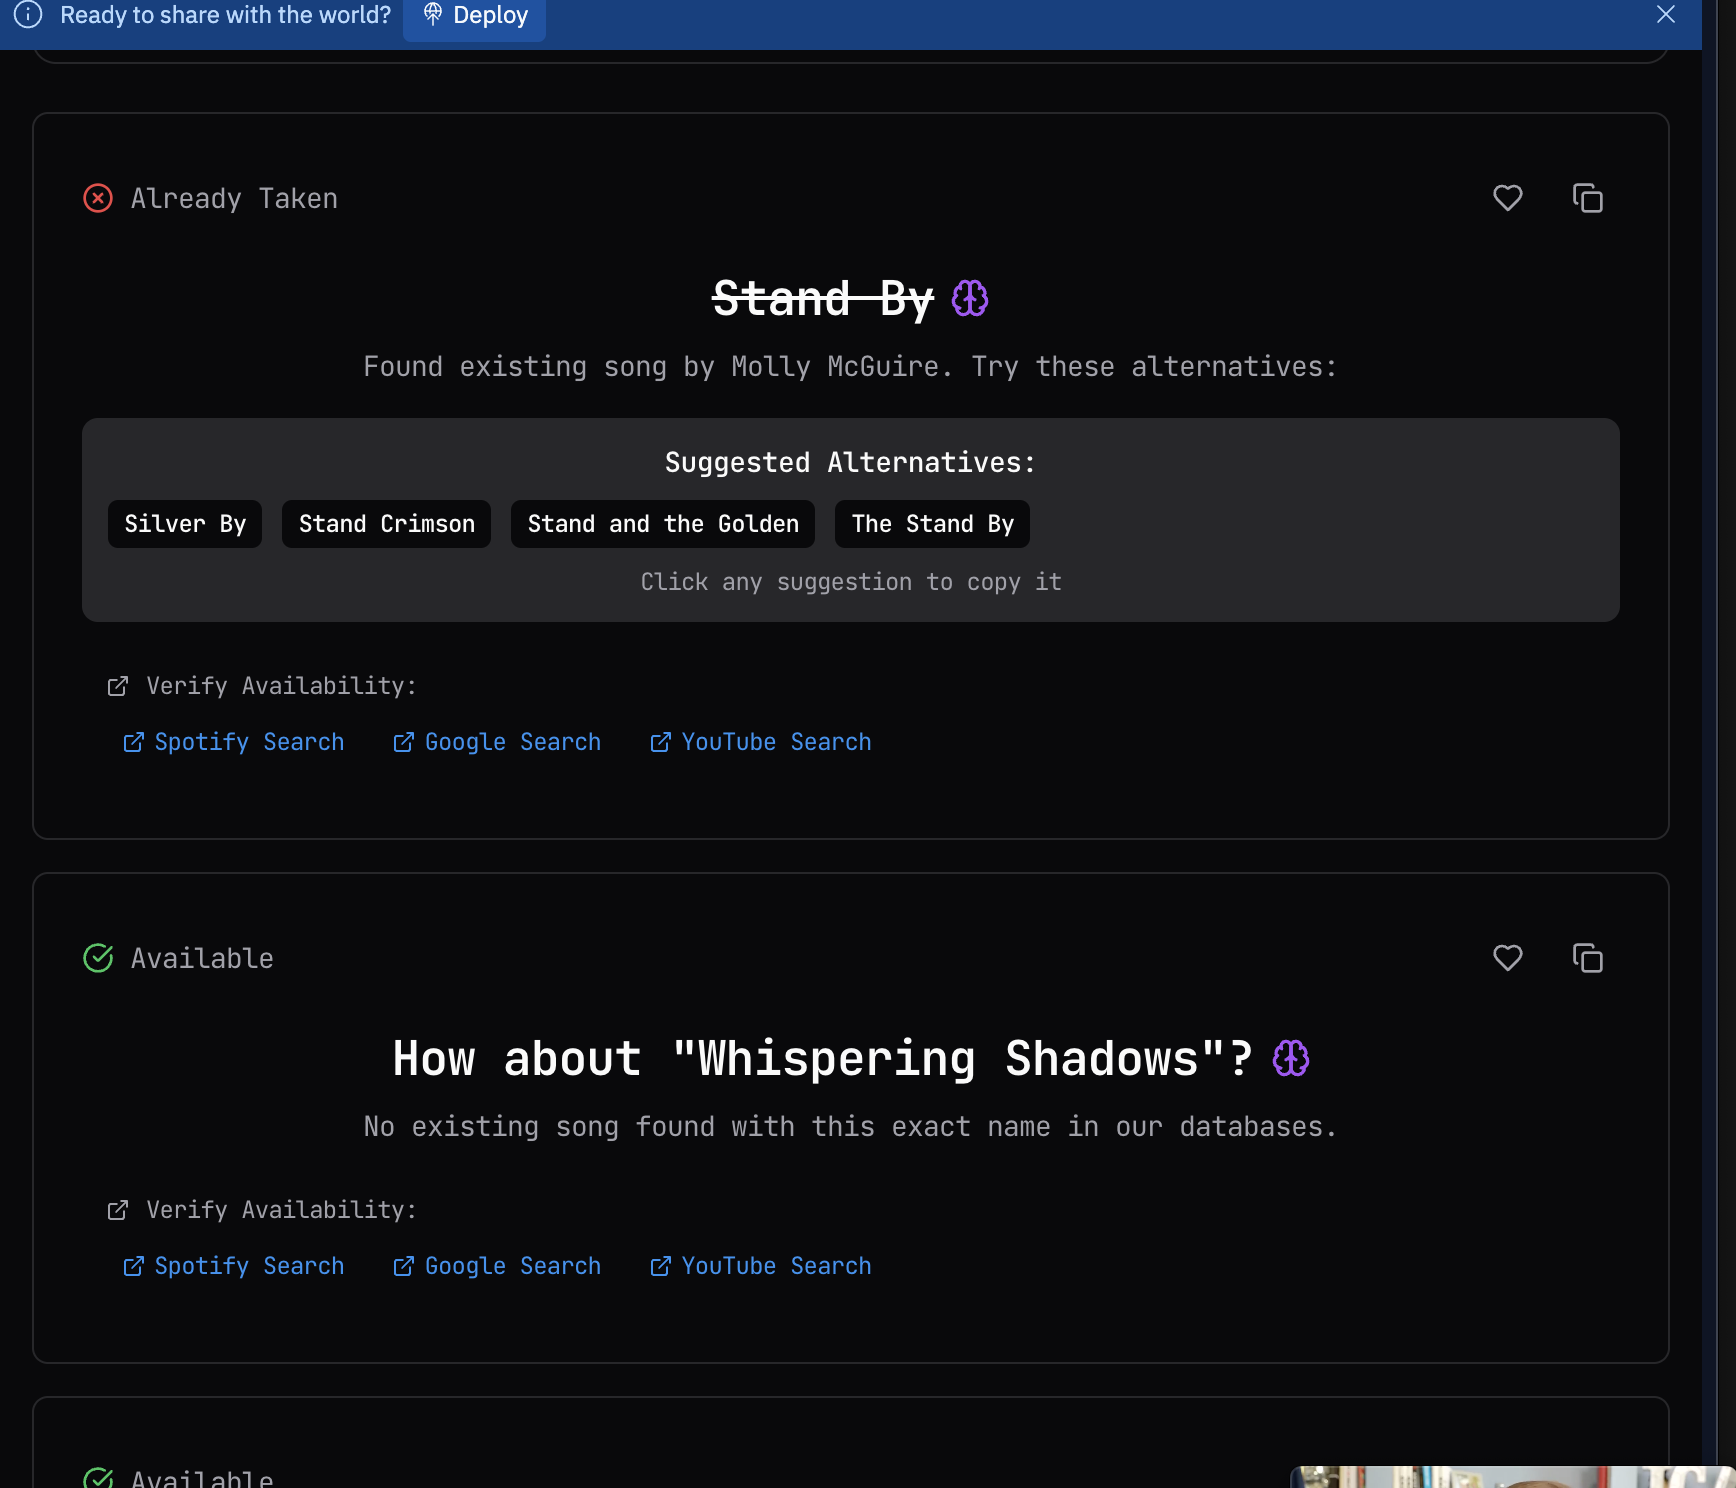 Ready to share with the world? Deploy
Already Taken
Stand By
Found existing song by Molly McGuire. Try these alternatives:
Suggested Alternatives:
Silver By Stand Crimson Stand and the Golden The Stand By
Click any suggestion to copy it
Verify Availability:
Spotify Search Google Search YouTube Search
Available
How about "Whispering Shadows"?
No existing song found with this exact name in our databases.
Verify Availability:
Spotify Search Google Search YouTube Search
Available